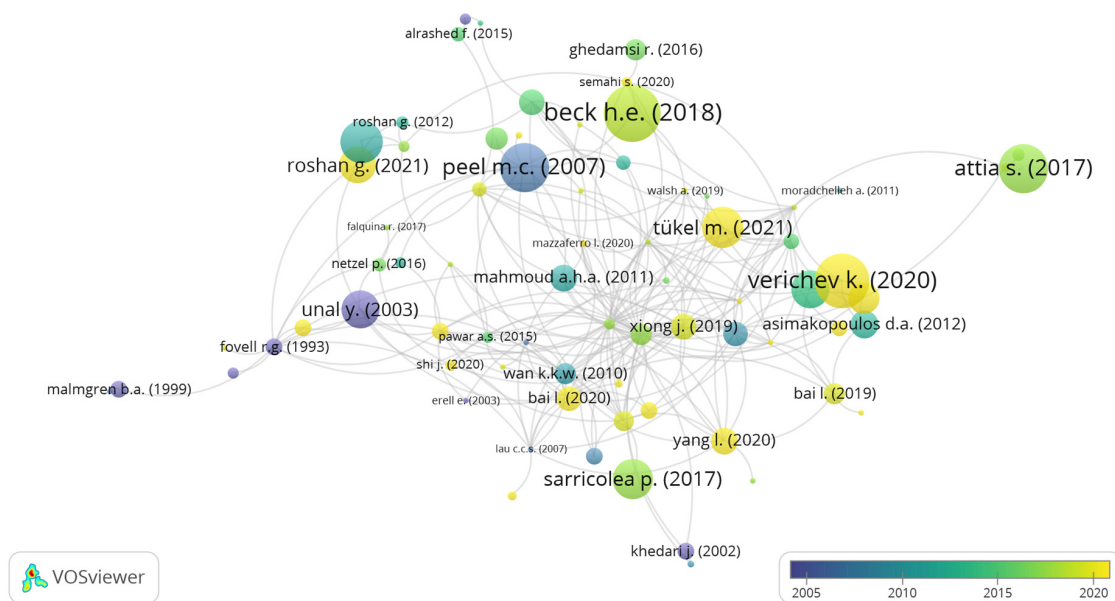 alrashed f. (2015)
ghedamsi r. (2016)
semahi s. (2020)
beck h.e. (2018)
roshan g. (2012)
roshan g. (2021)
peel m.c. (2007)
attia s. (2017)
walsh a. (2019)
moradchelleh a. (2011)
falquina r. (2017)
tükel m. (2021)
mazzaferro l. (2020)
netzel p. (2016)
mahmoud a.h.a. (2011)
verichev k. (2020)
unal y. (2003)
xiong j. (2019)
asimakopoulos d.a. (2012)
pawar a.s. (2015)
fovell r.g. (1993)
shi j. (2020)
wan k.k.w. (2010)
malmgren b.a. (1999)
erell e. (2003)
bai l. (2020)
bai l. (2019)
yang l. (2020)
lau c.c.s. (2007)
sarricolea p. (2017)
khedari j. (2002)
VOSviewer
2005 2010 2015 2020